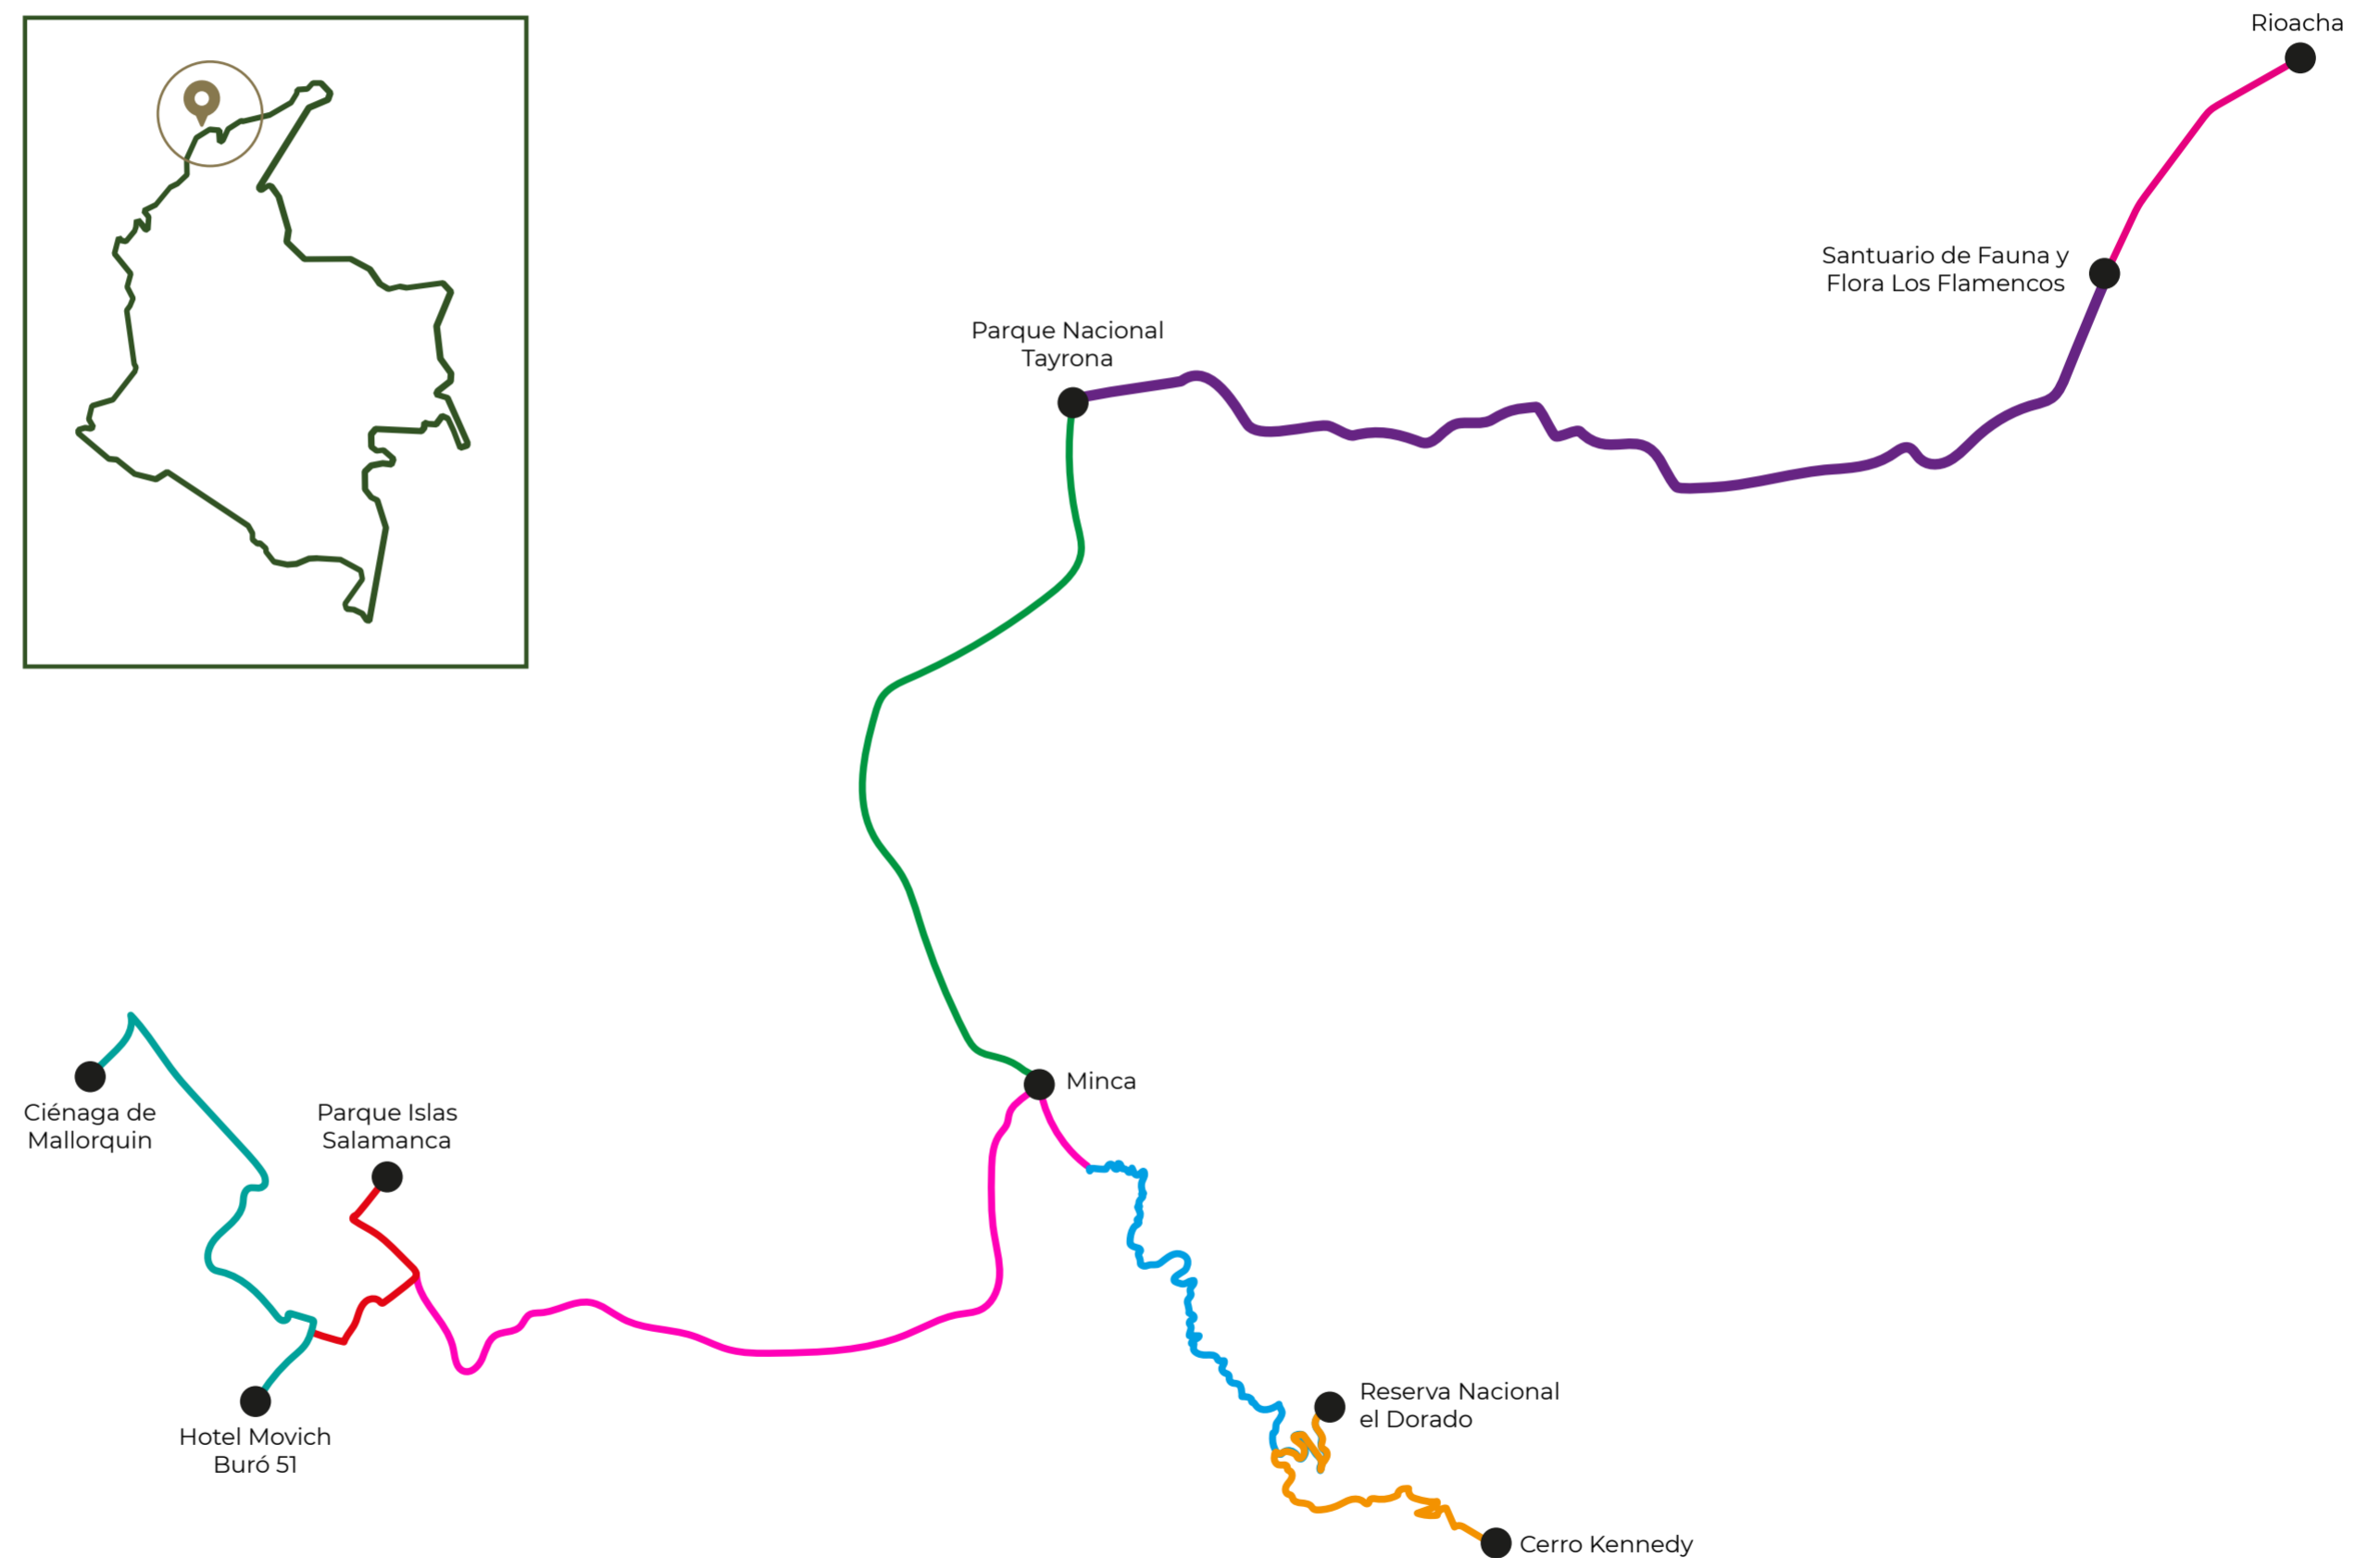 Rioacha
Santuario de Fauna y
Flora Los Flamencos
Parque Nacional
Tayrona
Minca
Ciénaga de
Mallorquin
Parque Islas
Salamanca
Hotel Movich
Buró 51
Reserva Nacional
el Dorado
Cerro Kennedy